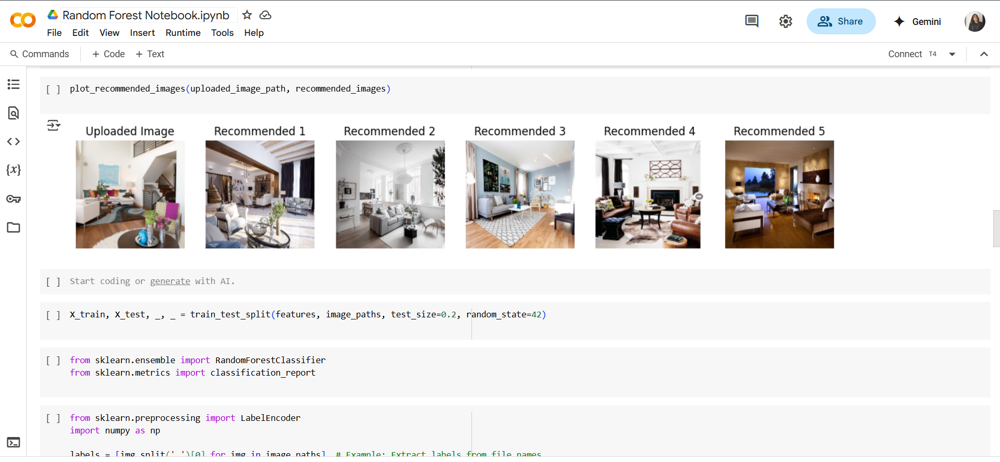 Random Forest Notebook.ipynb
File Edit View Insert Runtime Tools Help
Share
Gemini
Commands + Code + Text
Connect T4
[ ] plot_recommended_images(uploaded_image_path, recommended_images)
Uploaded Image Recommended 1 Recommended 2 Recommended 3 Recommended 4 Recommended 5
[ ] Start coding or generate with AI.
[ ] X_train, X_test, _, _ = train_test_split(features, image_paths, test_size=0.2, random_state=42)
[ ] from sklearn.ensemble import RandomForestClassifier
from sklearn.metrics import classification_report
[ ] from sklearn.preprocessing import LabelEncoder
import numpy as np
labels = [img.split('_')[0] for img in image_paths] # Example: Extract labels from file names